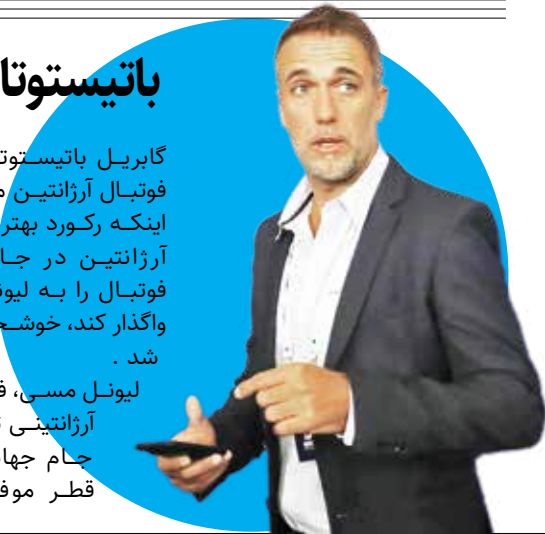 باتیستوتا
گابریل باتیستوتا
فوتبال آرژانتین
اینکه رکورد بهتر
آرژانتین در جا
فوتبال را به لیون
واگذار کند، خوشح
شد .
لیونل مسی، ف
آرژانتینی
جام جها
قطر موف